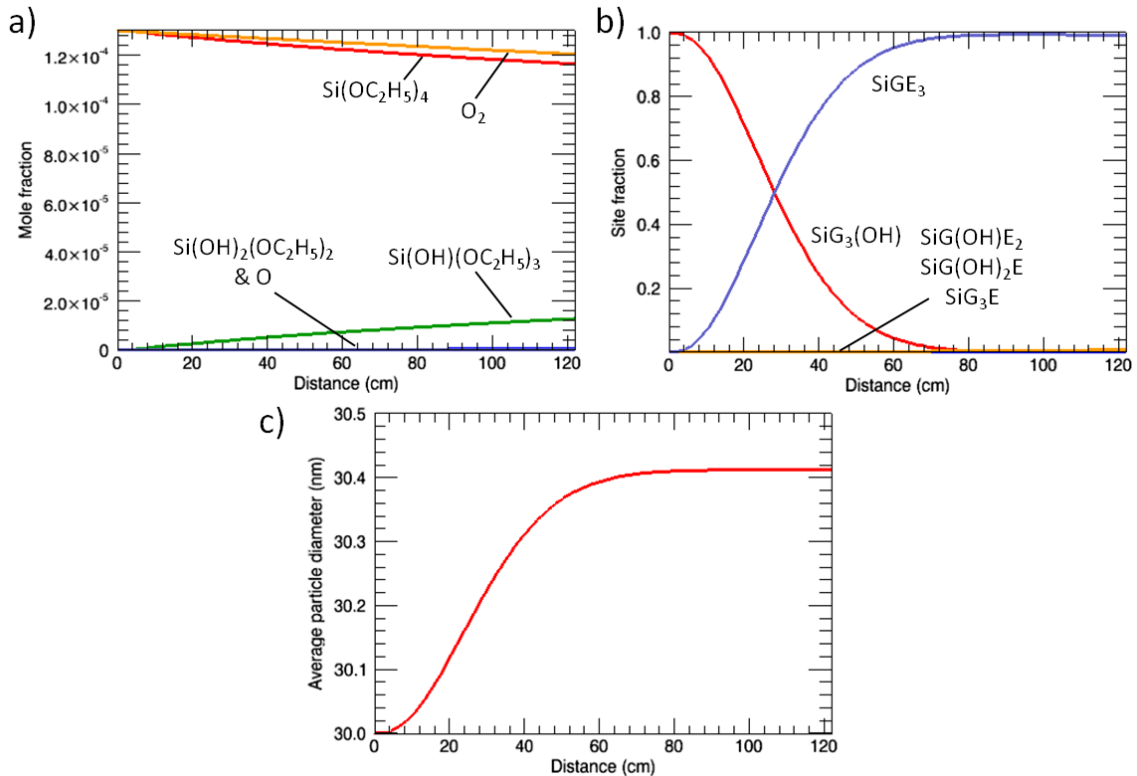 a)
Mole fraction
1.2×10⁻⁴
1.0×10⁻⁴
8.0×10⁻⁵
6.0×10⁻⁵
4.0×10⁻⁵
2.0×10⁻⁵
0
Si(OC₂H₅)₄
O₂
Si(OH)₂(OC₂H₅)₂
& O
Si(OH)(OC₂H₅)₃
0 20 40 60 80 100 120
Distance (cm)
b)
Site fraction
1.0
0.8
0.6
0.4
0.2
SiGE₃
SiG₃(OH)
SiG(OH)E₂
SiG(OH)₂E
SiG₃E
0 20 40 60 80 100 120
Distance (cm)
c)
Average particle diameter (nm)
30.5
30.4
30.3
30.2
30.1
30.0
0 20 40 60 80 100 120
Distance (cm)